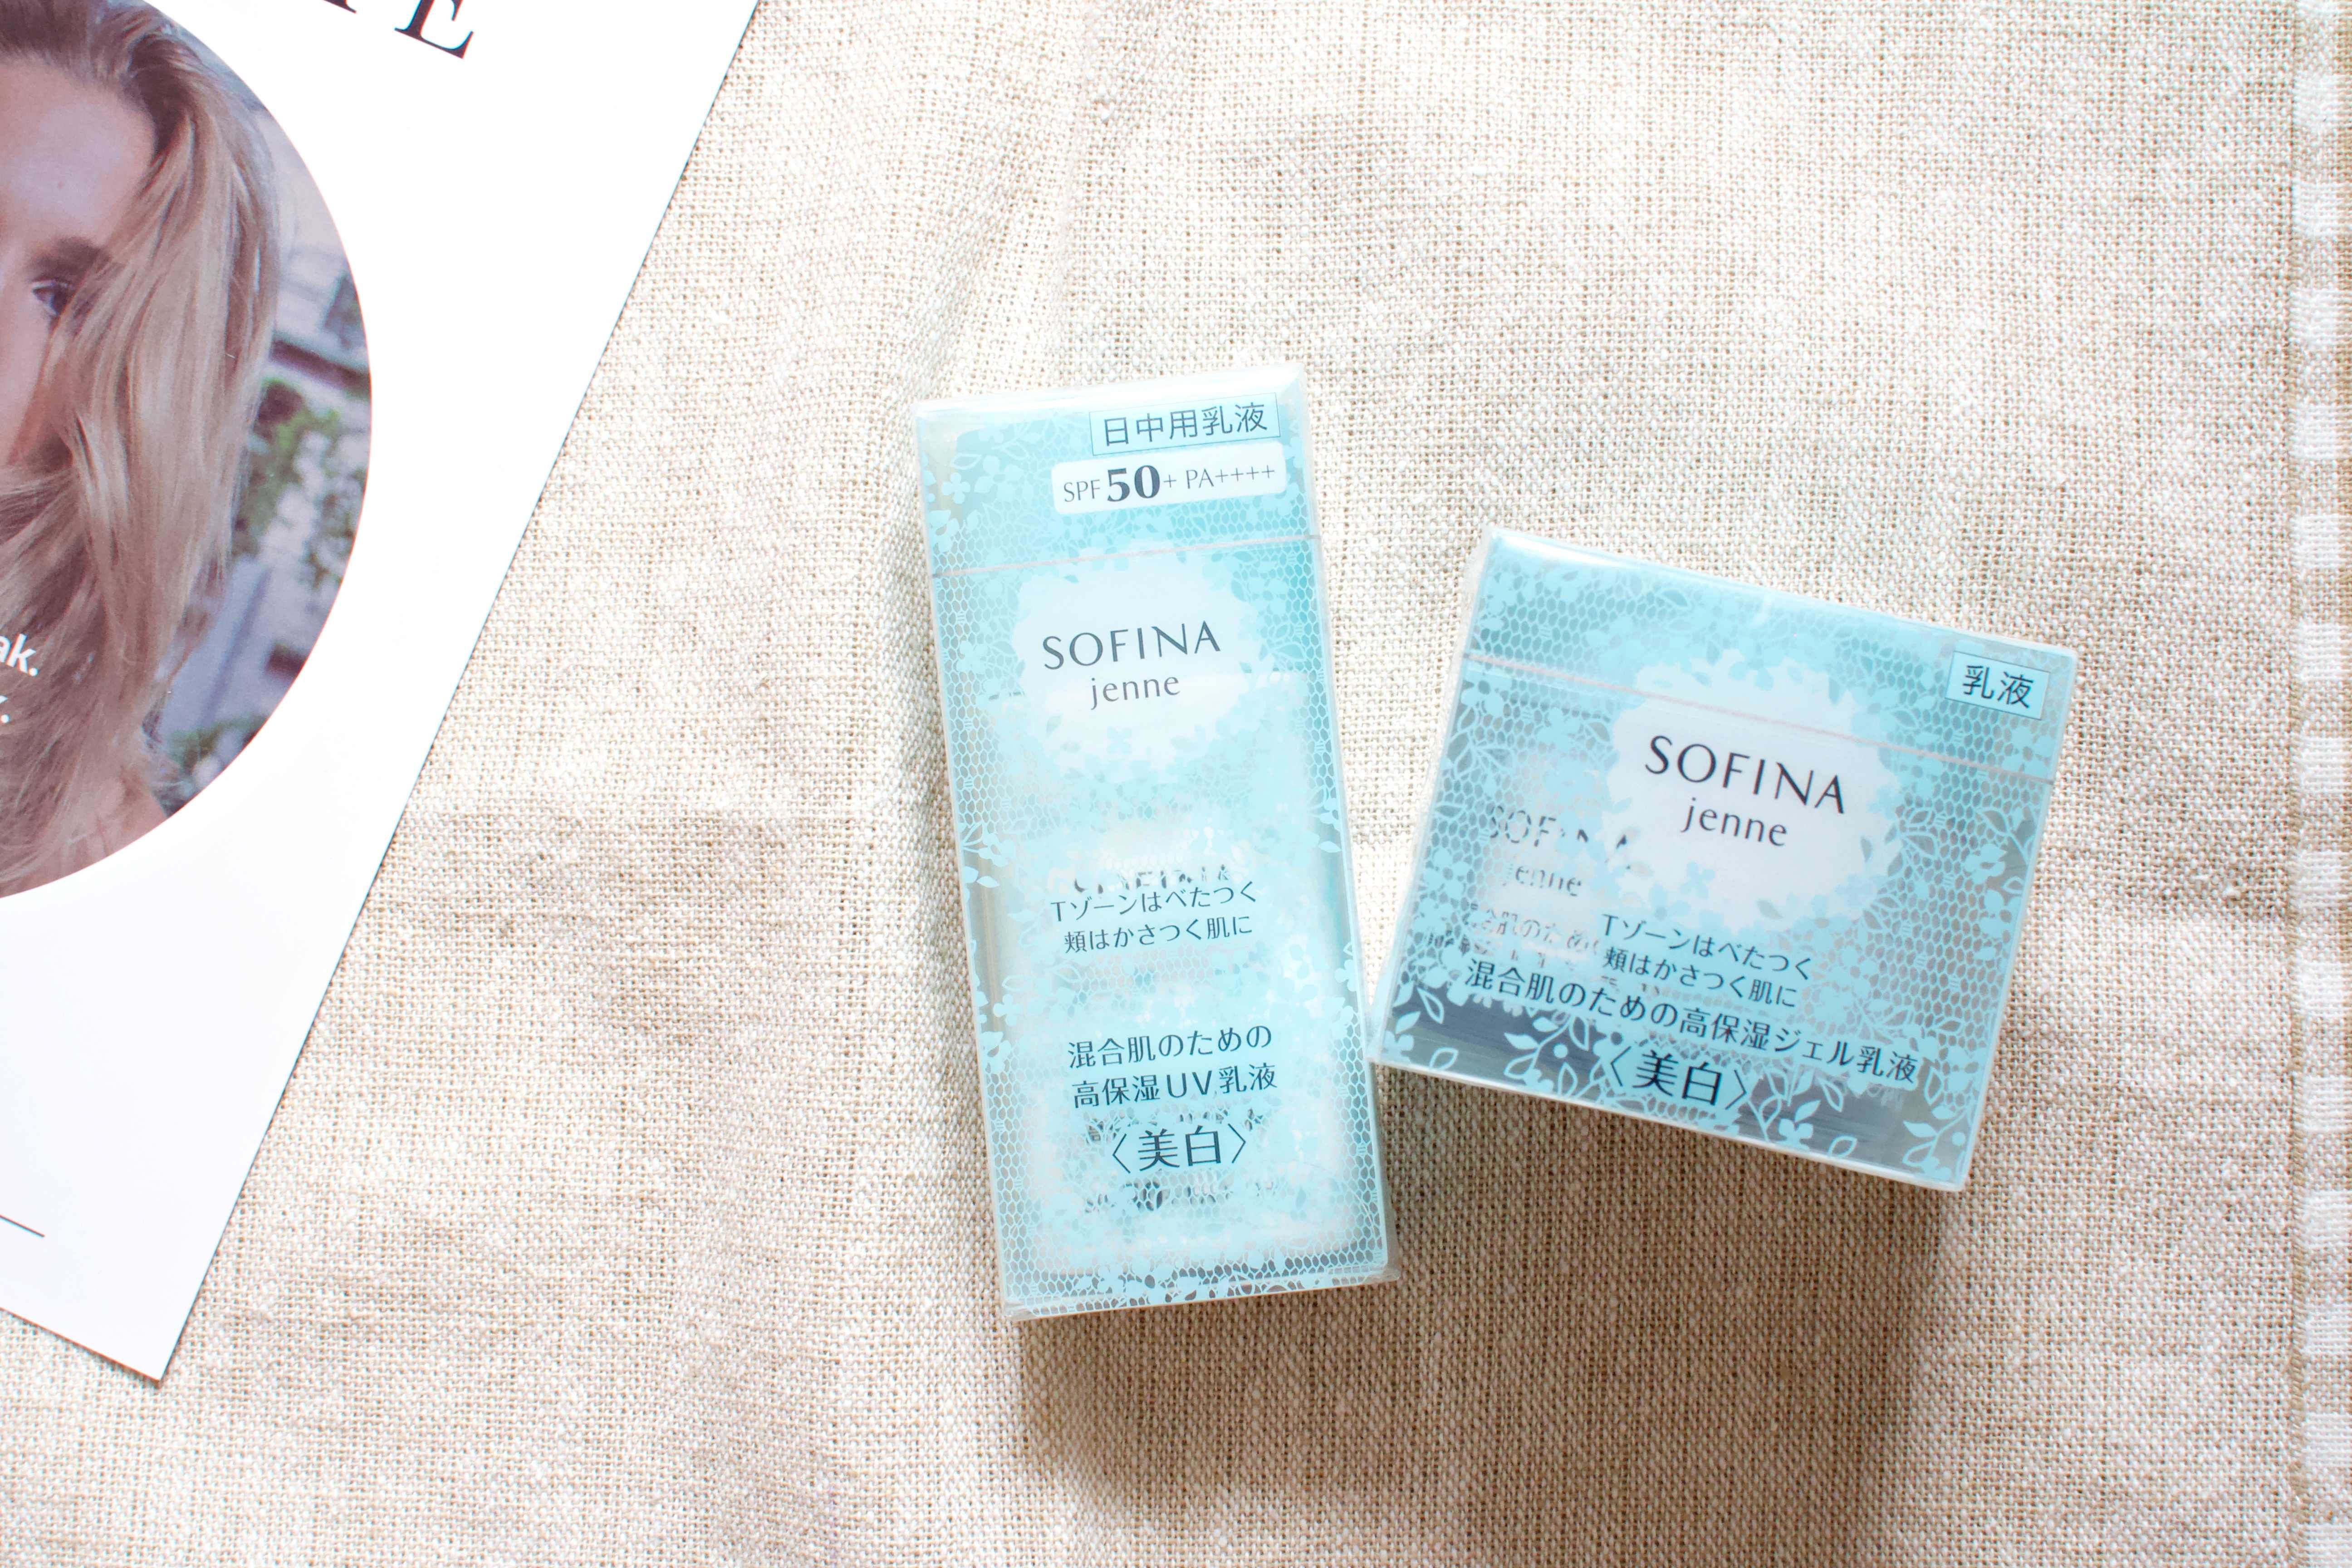 ak.
日中用乳液
SPF50+ PA++++
SOFINA
jenne
Tゾーンはべたつく
頬はかさつく肌に
混合肌のための
高保湿UV乳液
〈美白〉
乳液
SOFINA
jenne
Tゾーンはべたつく
頬はかさつく肌に
混合肌のための高保湿ジェル乳液
〈美白〉